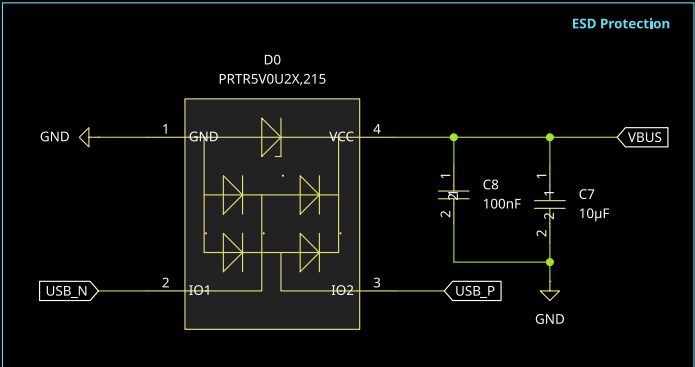 ESD Protection
D0
PRTR5V0U2X,215
GND 1 GND VCC 4 VBUS
1 C8 100nF 2
1 1 C7 10µF 2 2
USB_N 2 IO1 IO2 3 USB_P
GND